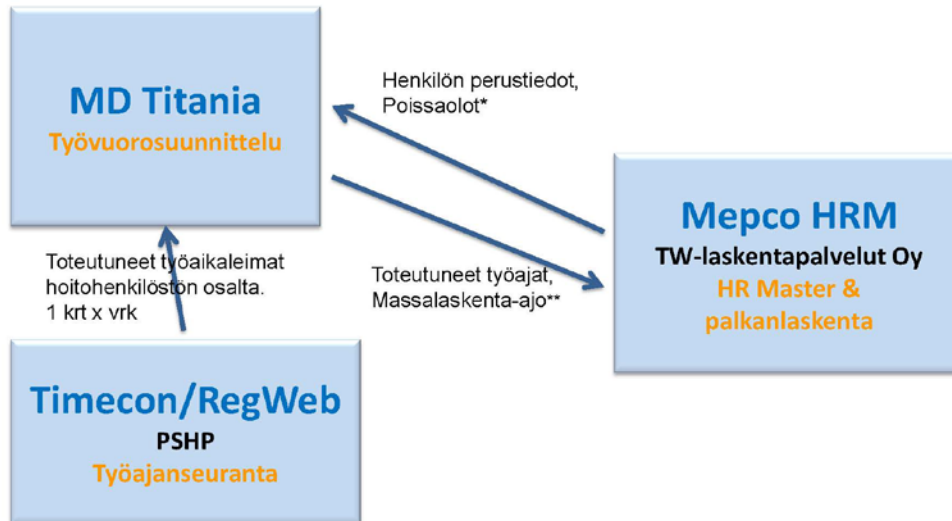 MD Titania
Työvuorosuunnittelu
Henkilön perustiedot,
Poissaolot*
Mepco HRM
TW-laskentapalvelut Oy
HR Master &
palkanlaskenta
Toteutuneet työaikaleimat
hoitohenkilöstön osalta.
1 krt x vrk
Toteutuneet työajat,
Massalaskenta-ajo**
Timecon/RegWeb
PSHP
Työajanseuranta